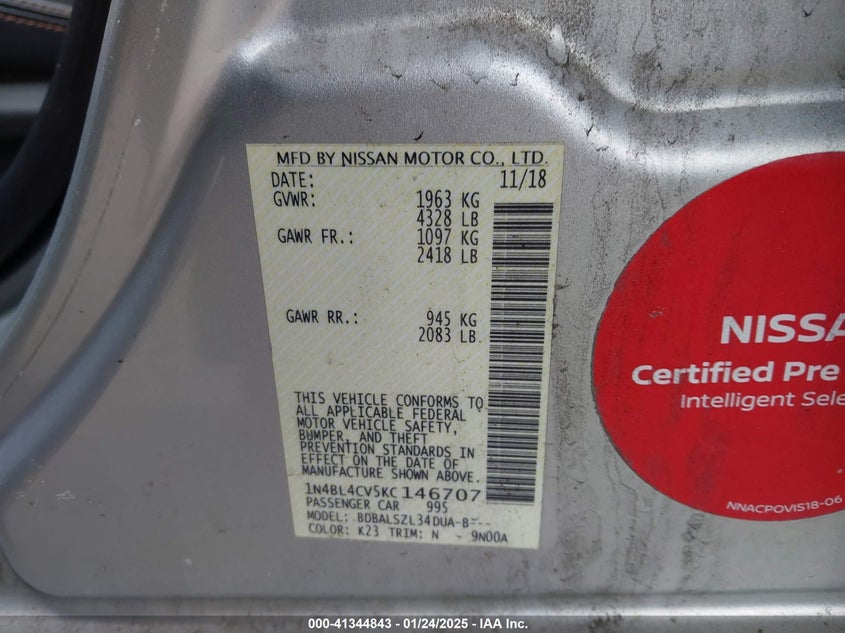 MFD BY NISSAN MOTOR CO., LTD.
DATE: 11/18
GVWR: 1963 KG
4328 LB
GAWR FR.: 1097 KG
2418 LB
GAWR RR.: 945 KG
2083 LB
THIS VEHICLE CONFORMS TO
ALL APPLICABLE FEDERAL
MOTOR VEHICLE SAFETY,
BUMPER, AND THEFT
PREVENTION STANDARDS IN
EFFECT ON THE DATE OF
MANUFACTURE SHOWN ABOVE.
1N4BL4CV5KC146707
PASSENGER CAR 995
MODEL: BDBALSZL34DUA-B---
COLOR: K23 TRIM: N - 9N00A
NISSA
Certified Pre
Intelligent Sele
NNACPOVIS18-06
000-41344843 — 01/24/2025 — IAA Inc.